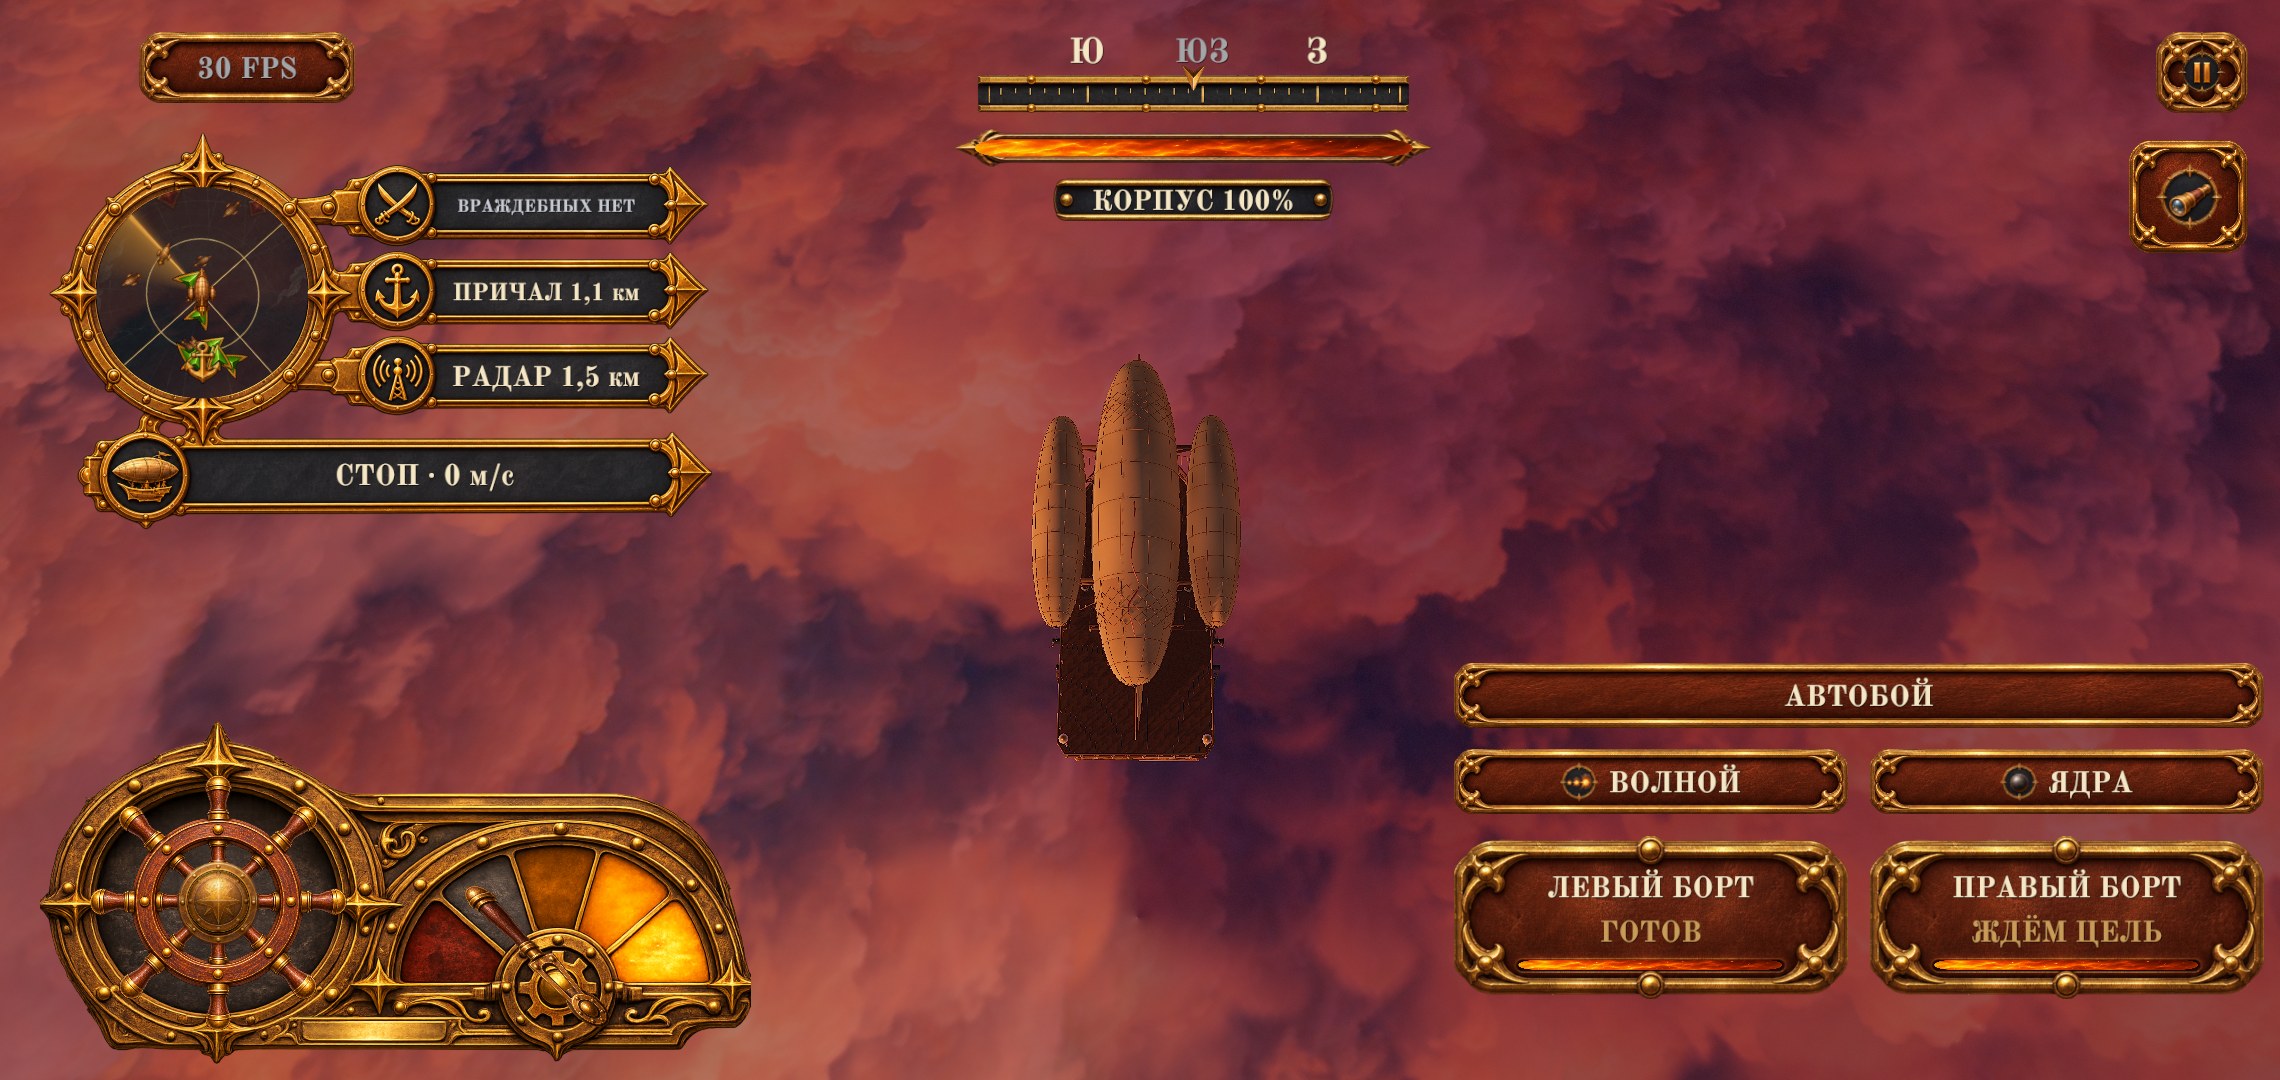 30 FPS
Ю ЮЗ З
КОРПУС 100%
ВРАЖДЕБНЫХ НЕТ
ПРИЧАЛ 1,1 км
РАДАР 1,5 км
СТОП · 0 м/с
АВТОБОЙ
ВОЛНОЙ
ЯДРА
ЛЕВЫЙ БОРТ
ГОТОВ
ПРАВЫЙ БОРТ
ЖДЁМ ЦЕЛЬ